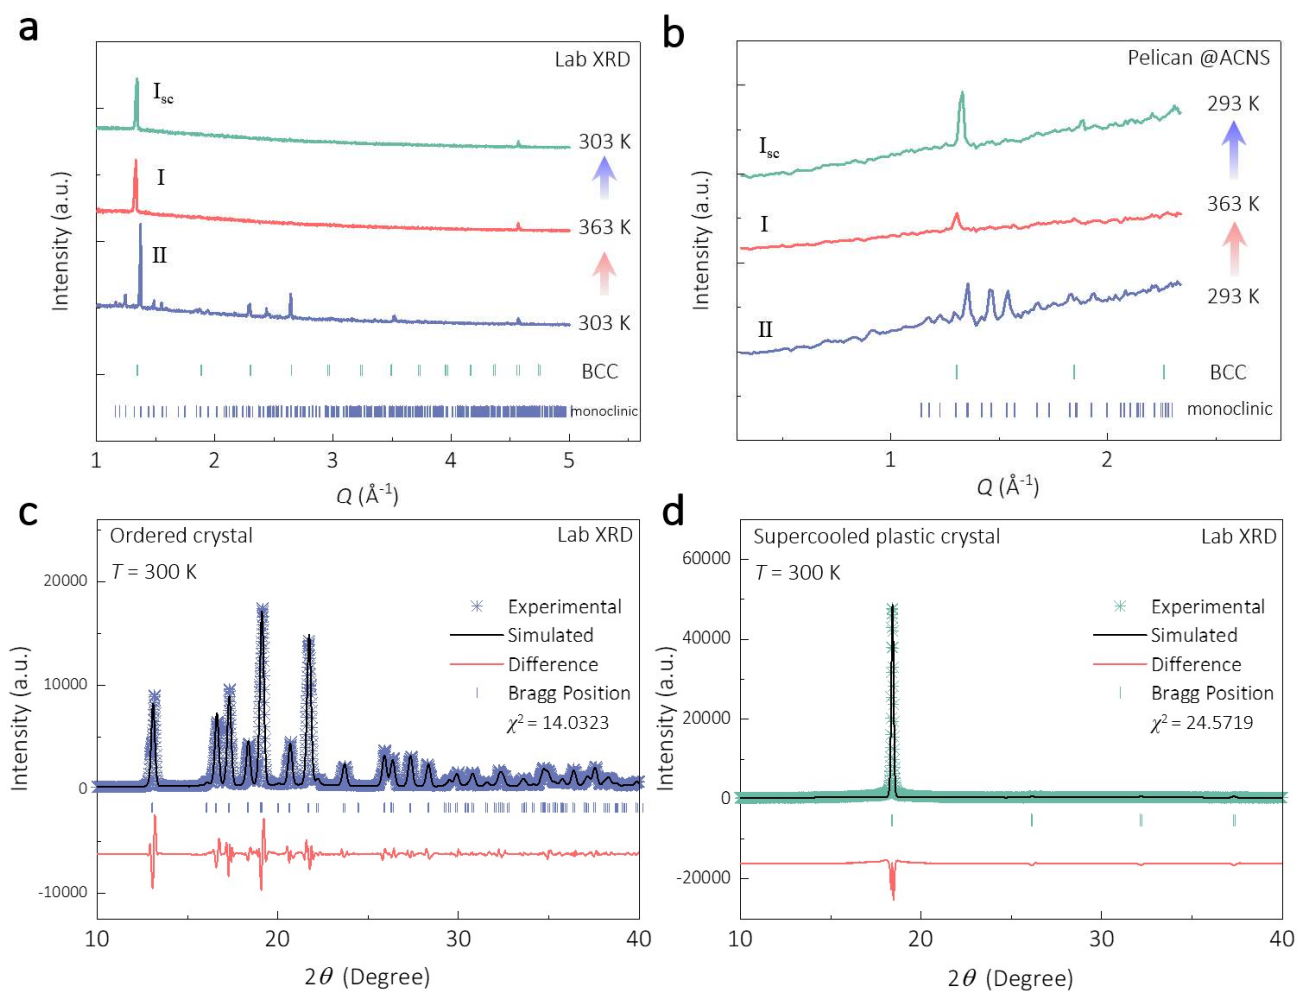 a
Lab XRD
Isc
303 K
I
363 K
II
303 K
BCC
monoclinic
1 2 3 4 5
Q (Å-1)
Intensity (a.u.)
b
Pelican @ACNS
293 K
Isc
363 K
I
293 K
II
BCC
monoclinic
1 2
Q (Å-1)
Intensity (a.u.)
c
Ordered crystal
Lab XRD
T = 300 K
Experimental
Simulated
Difference
Bragg Position
χ2 = 14.0323
20000
10000
0
-10000
10 20 30 40
2θ (Degree)
Intensity (a.u.)
d
Supercooled plastic crystal
Lab XRD
T = 300 K
Experimental
Simulated
Difference
Bragg Position
χ2 = 24.5719
60000
40000
20000
0
-20000
10 20 30 40
2θ (Degree)
Intensity (a.u.)